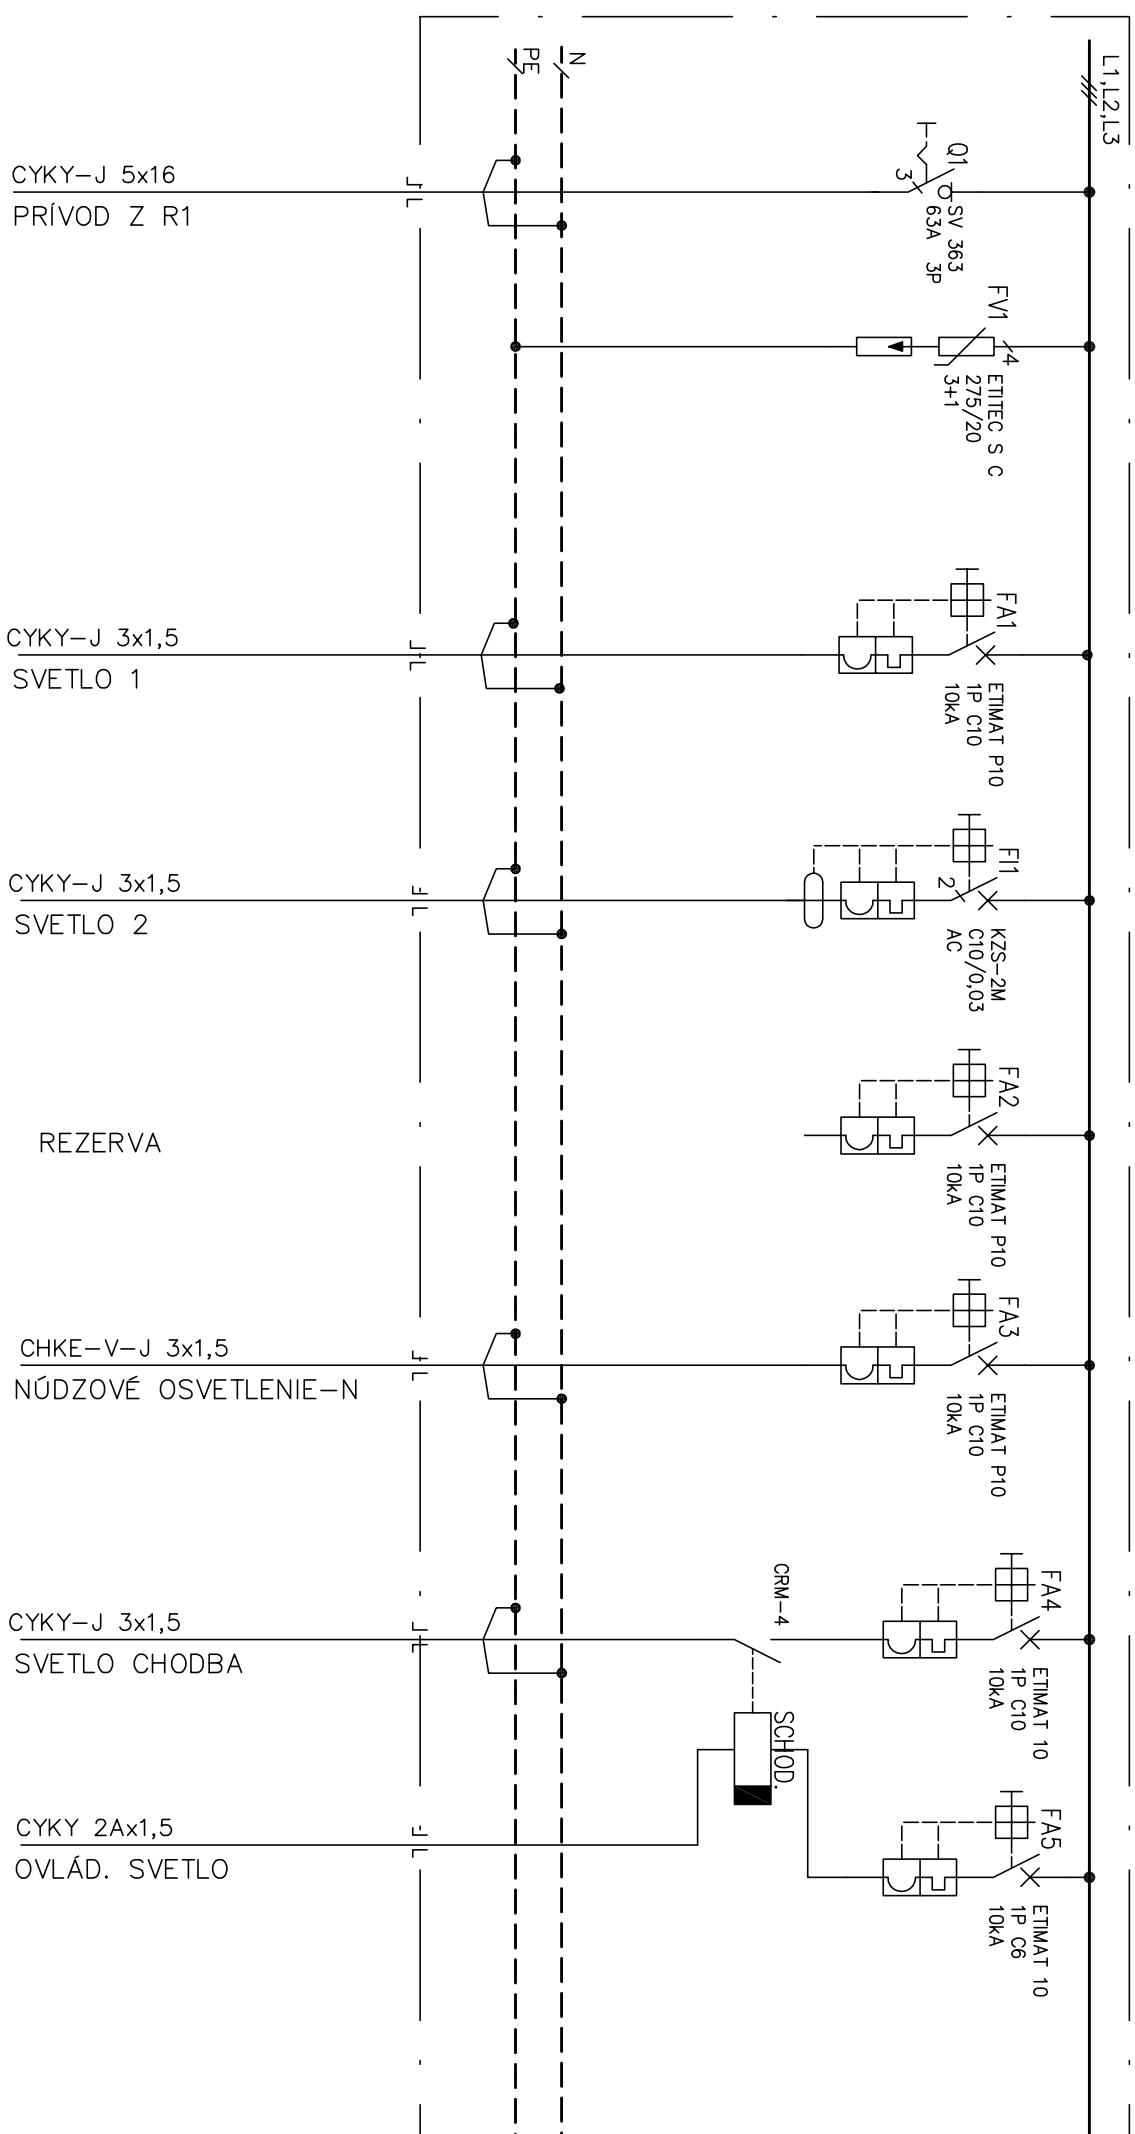 L1,L2,L3
PE
N
CYKY-J 5x16
PRÍVOD Z R1
Q1
3
SV 363
63A 3P
FV1
4
ETITEC S C
275/20
3+1
CYKY-J 3x1,5
SVETLO 1
FA1
ETIMAT P10
1P C10
10kA
CYKY-J 3x1,5
SVETLO 2
FI1
2
KZS-2M
C10/0,03
AC
REZERVA
FA2
ETIMAT P10
1P C10
10kA
CHKE-V-J 3x1,5
NÚDZOVÉ OSVETLENIE-N
FA3
ETIMAT P10
1P C10
10kA
CYKY-J 3x1,5
SVETLO CHODBA
CRM-4
FA4
ETIMAT 10
1P C10
10kA
SCHOD.
CYKY 2Ax1,5
OVLÁD. SVETLO
FA5
ETIMAT 10
1P C6
10kA